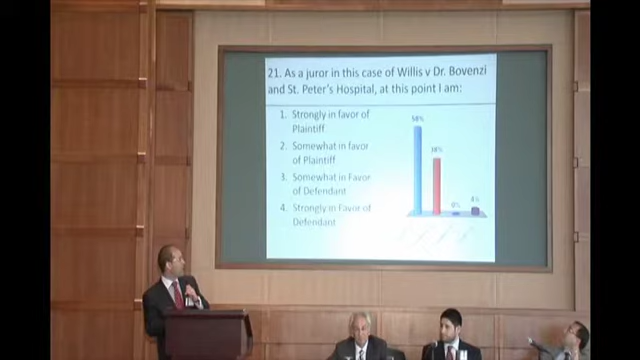 21. As a juror in this case of Willis v Dr. Bovenzi
and St. Peter's Hospital, at this point I am:
1. Strongly in favor of
Plaintiff
2. Somewhat in favor
of Plaintiff
3. Somewhat in Favor
of Defendant
4. Strongly in Favor of
Defendant
58%
38%
0%
4%